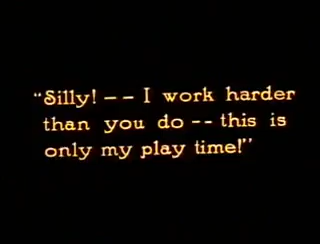 "Silly! -- I work harder
than you do -- this is
only my play time!"